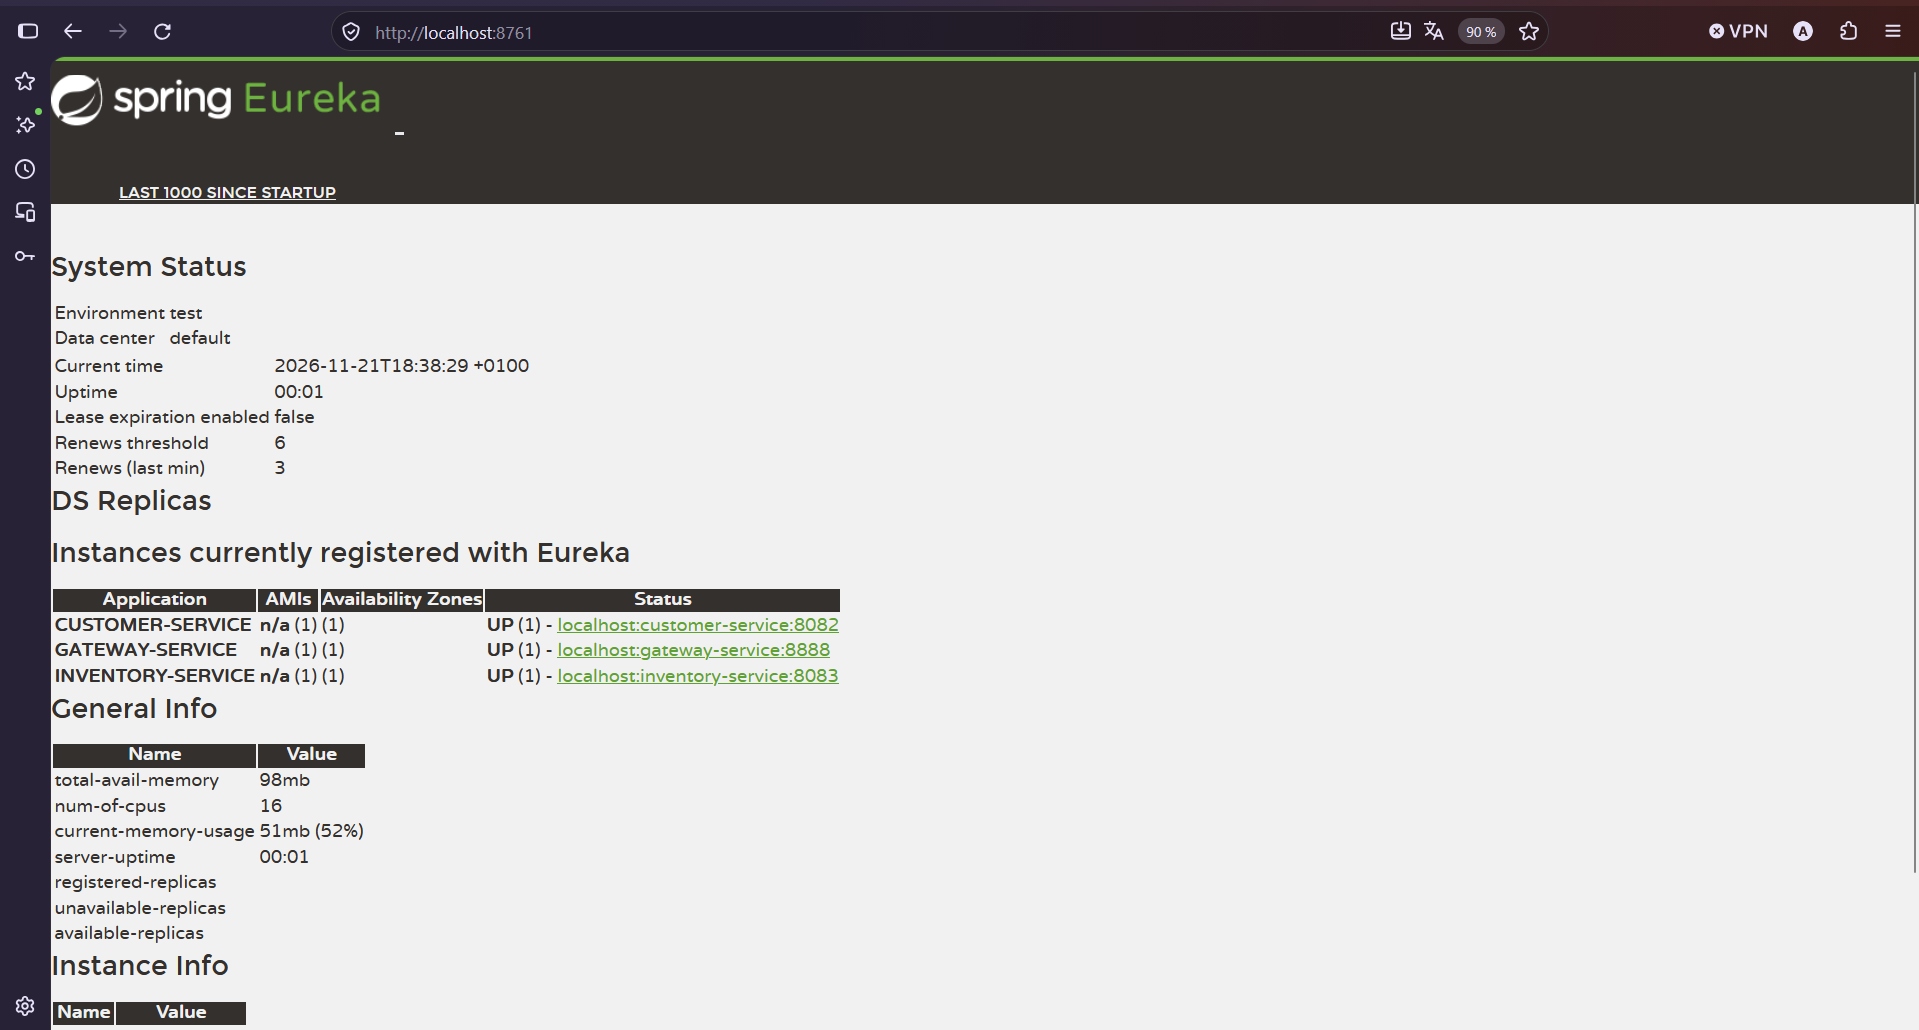 http://localhost:8761
90 %
VPN
A
spring Eureka
LAST 1000 SINCE STARTUP
System Status
Environment test
Data center default
Current time 2026-11-21T18:38:29 +0100
Uptime 00:01
Lease expiration enabled false
Renews threshold 6
Renews (last min) 3
DS Replicas
Instances currently registered with Eureka
Application AMIs Availability Zones Status
CUSTOMER-SERVICE n/a (1) (1) UP (1) - localhost:customer-service:8082
GATEWAY-SERVICE n/a (1) (1) UP (1) - localhost:gateway-service:8888
INVENTORY-SERVICE n/a (1) (1) UP (1) - localhost:inventory-service:8083
General Info
Name Value
total-avail-memory 98mb
num-of-cpus 16
current-memory-usage 51mb (52%)
server-uptime 00:01
registered-replicas
unavailable-replicas
available-replicas
Instance Info
Name Value